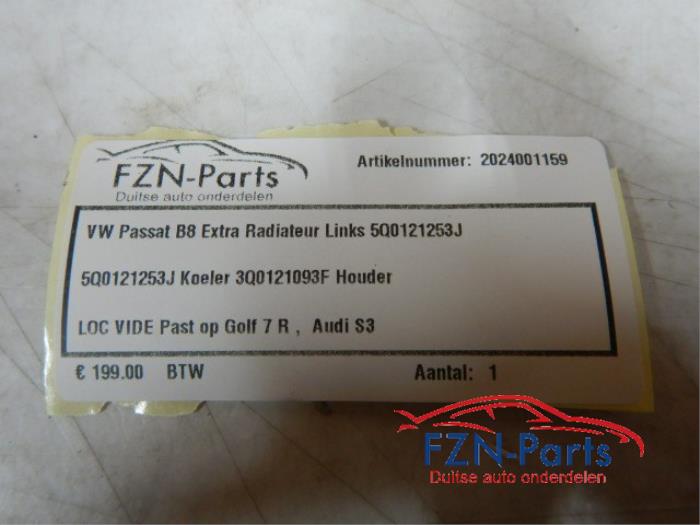 FZN-Parts
Duitse auto onderdelen
Artikelnummer: 2024001159
VW Passat B8 Extra Radiateur Links 5Q0121253J
5Q0121253J Koeler 3Q0121093F Houder
LOC VIDE Past op Golf 7 R , Audi S3
€ 199.00 BTW
Aantal: 1
FZN-Parts
Duitse auto onderdelen